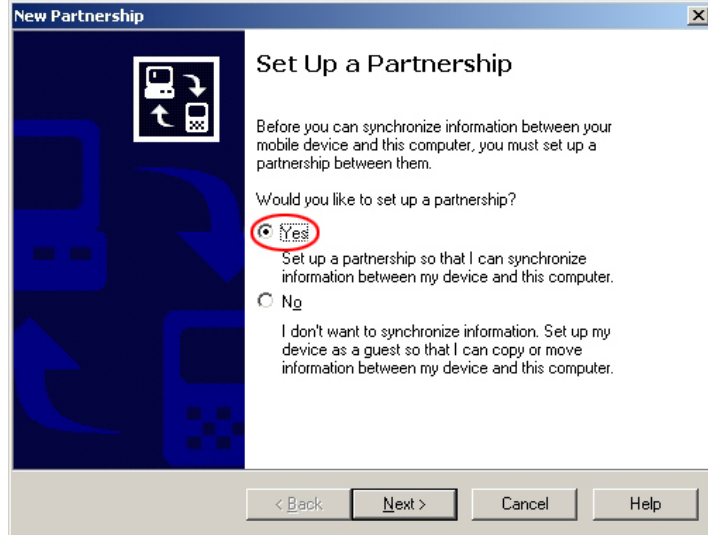 New Partnership
Set Up a Partnership
Before you can synchronize information between your
mobile device and this computer, you must set up a
partnership between them.
Would you like to set up a partnership?
Yes
Set up a partnership so that I can synchronize
information between my device and this computer.
No
I don't want to synchronize information. Set up my
device as a guest so that I can copy or move
information between my device and this computer.
< Back
Next >
Cancel
Help